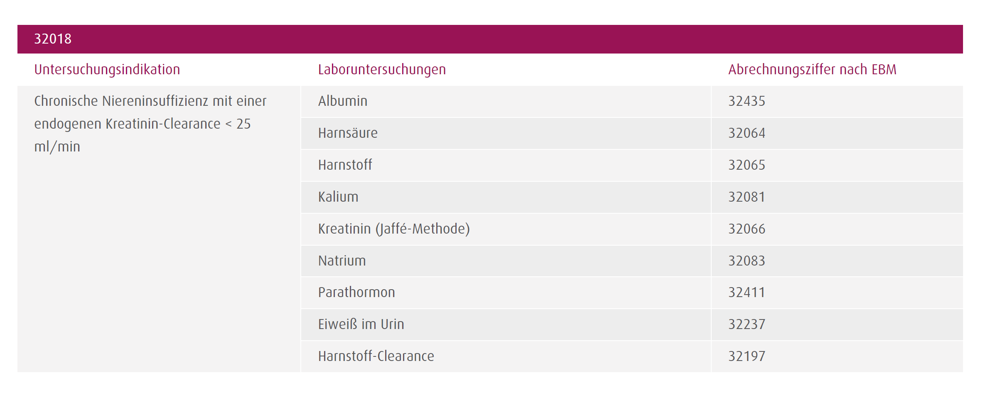 32018
Untersuchungsindikation Laboruntersuchungen Abrechnungsziffer nach EBM
Chronische Niereninsuffizienz mit einer
endogenen Kreatinin-Clearance < 25
ml/min
Albumin 32435
Harnsäure 32064
Harnstoff 32065
Kalium 32081
Kreatinin (Jaffé-Methode) 32066
Natrium 32083
Parathormon 32411
Eiweiß im Urin 32237
Harnstoff-Clearance 32197